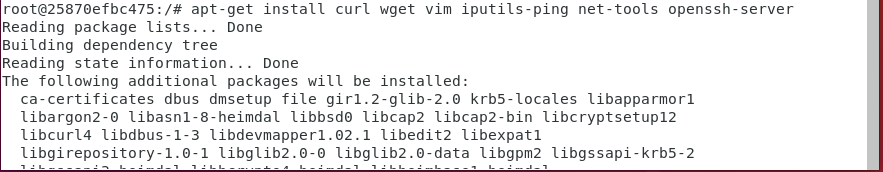 root@25870efbc475:/# apt-get install curl wget vim iputils-ping net-tools openssh-server
Reading package lists... Done
Building dependency tree
Reading state information... Done
The following additional packages will be installed:
ca-certificates dbus dmsetup file gir1.2-glib-2.0 krb5-locales libapparmor1
libargon2-0 libasn1-8-heimdal libbsd0 libcap2 libcap2-bin libcryptsetup12
libcurl4 libdbus-1-3 libdevmapper1.02.1 libedit2 libexpat1
libgirepository-1.0-1 libglib2.0-0 libglib2.0-data libgpm2 libgssapi-krb5-2